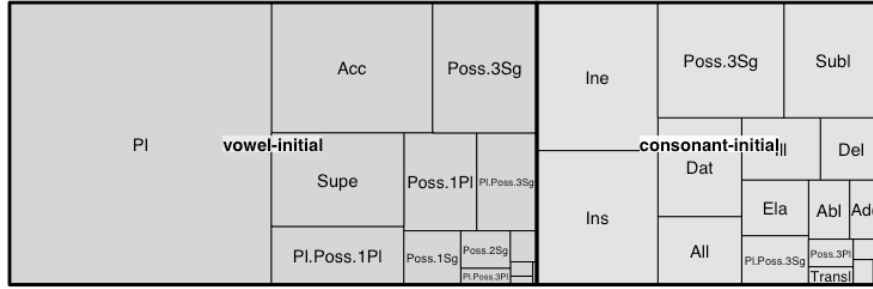 Pl
vowel-initial
Acc
Poss.3Sg
Supe
Poss.1Pl
Pl.Poss.3Sg
Pl.Poss.1Pl
Poss.1Sg
Poss.2Sg
Pl.Poss.3Pl
Ine
Poss.3Sg
Subl
consonant-initial
Dat
Del
Ins
Ela
Abl
All
Pl.Poss.3Sg
Poss.3Pl
Transl